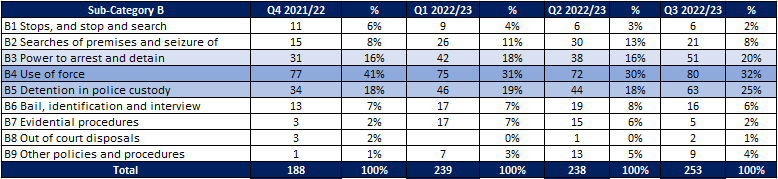 Sub-Category B Q4 2021/22 % Q1 2022/23 % Q2 2022/23 % Q3 2022/23 %
B1 Stops, and stop and search 11 6% 9 4% 6 3% 6 2%
B2 Searches of premises and seizure of 15 8% 26 11% 30 13% 21 8%
B3 Power to arrest and detain 31 16% 42 18% 38 16% 51 20%
B4 Use of force 77 41% 75 31% 72 30% 80 32%
B5 Detention in police custody 34 18% 46 19% 44 18% 63 25%
B6 Bail, identification and interview 13 7% 17 7% 19 8% 16 6%
B7 Evidential procedures 3 2% 17 7% 15 6% 5 2%
B8 Out of court disposals 3 2% 0% 1 0% 2 1%
B9 Other policies and procedures 1 1% 7 3% 13 5% 9 4%
Total 188 100% 239 100% 238 100% 253 100%